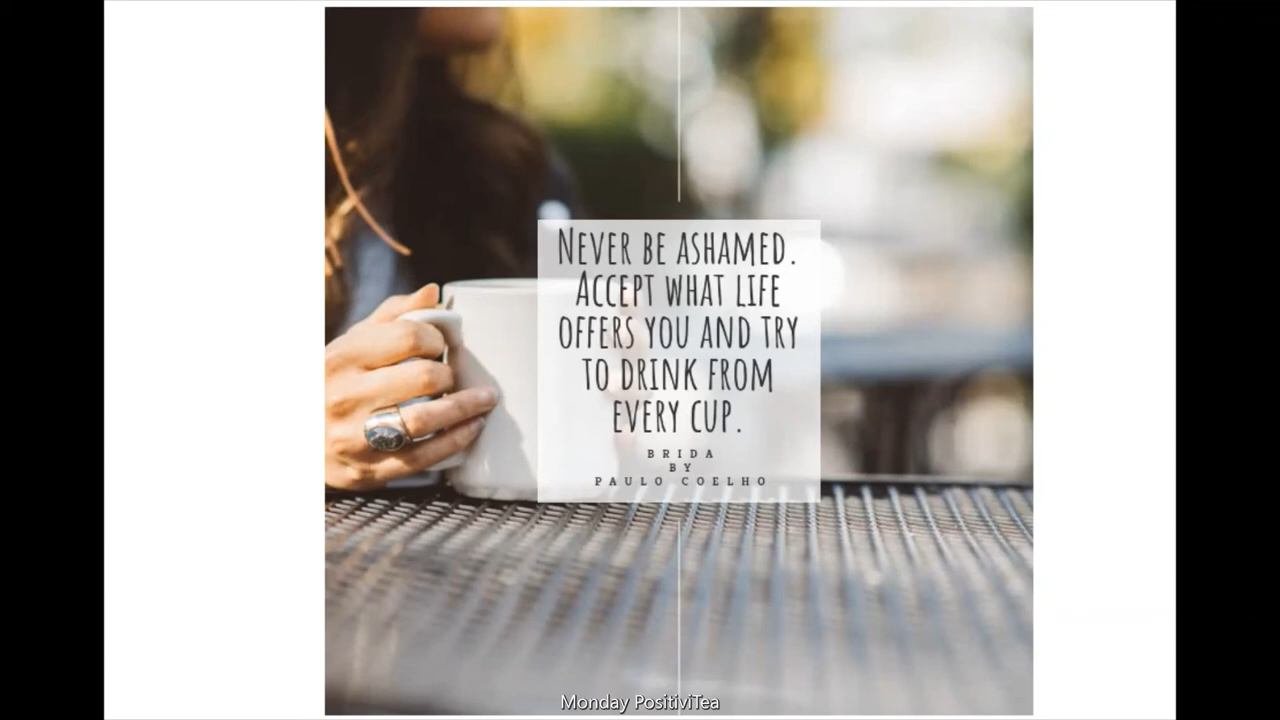 NEVER BE ASHAMED.
ACCEPT WHAT LIFE
OFFERS YOU AND TRY
TO DRINK FROM
EVERY CUP.
BRIDA
BY
PAULO COELHO
Monday PositiviTea